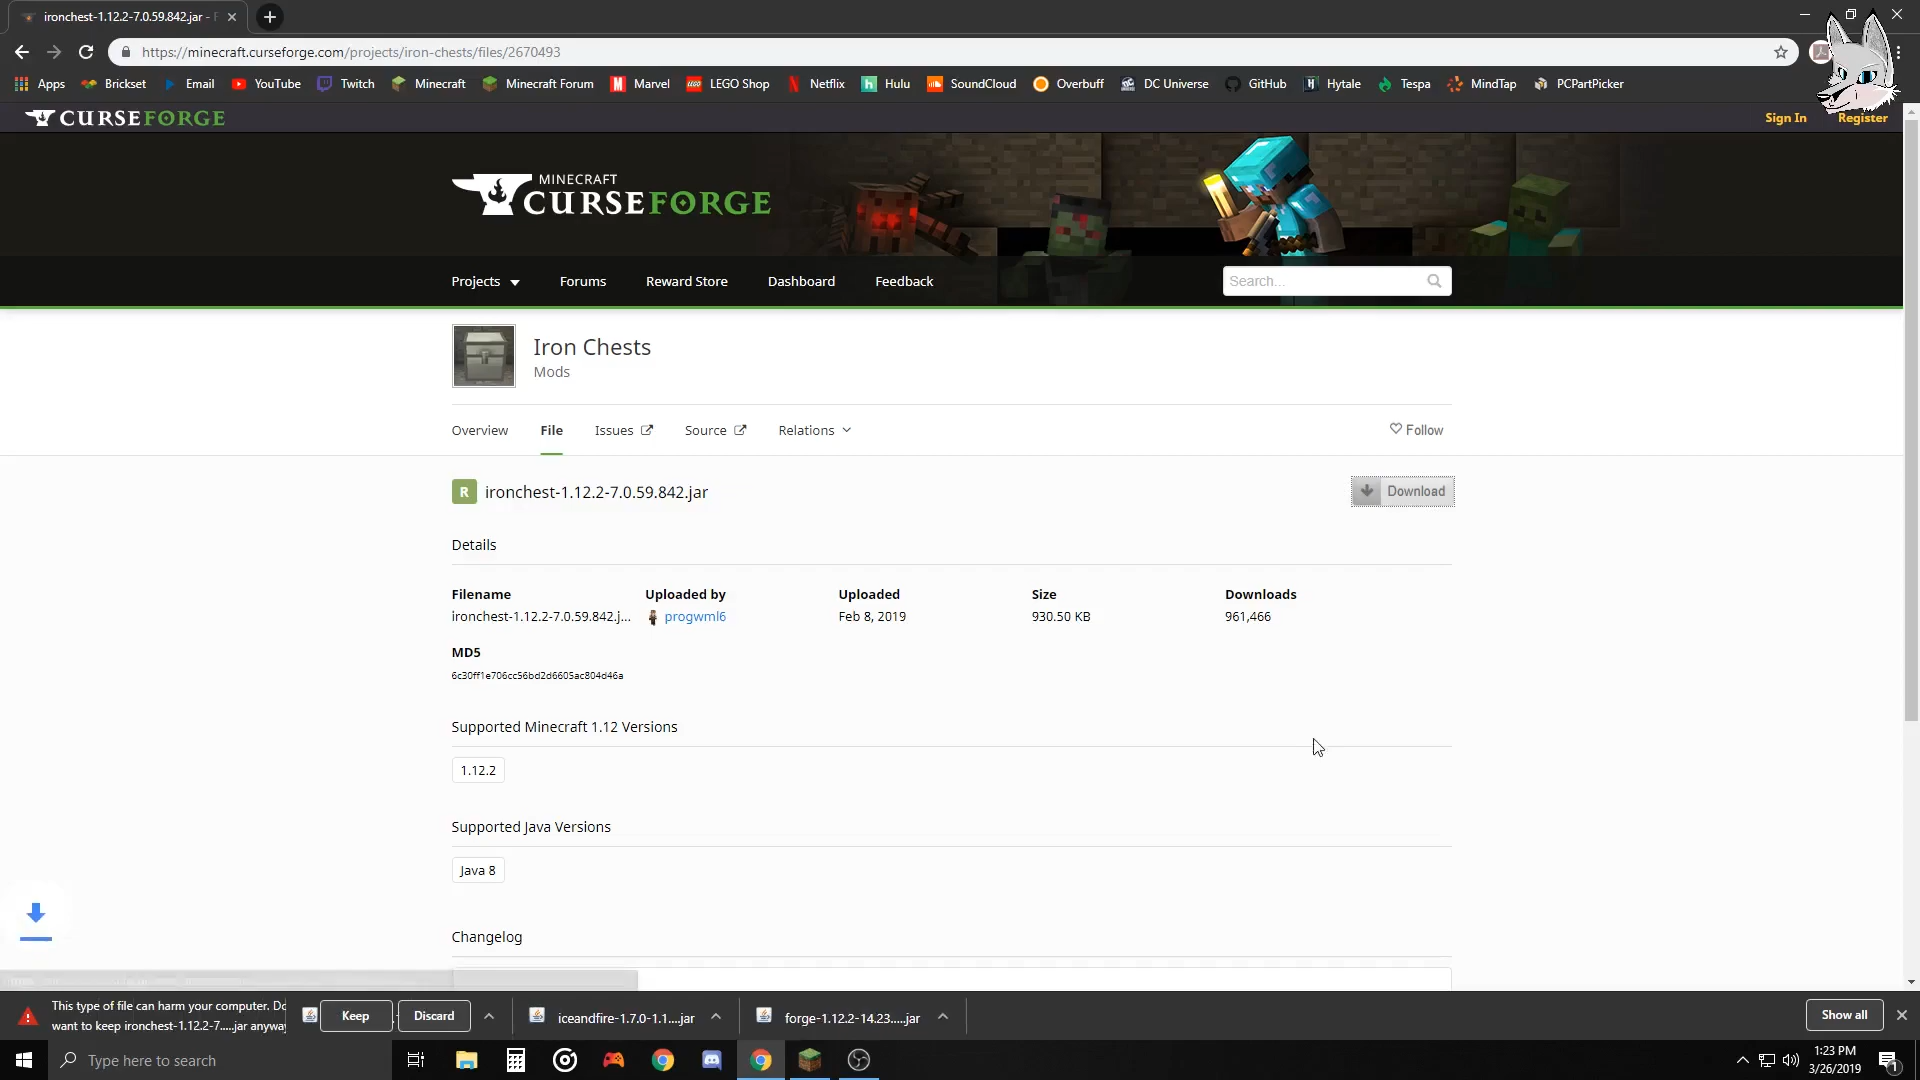 ironchest-1.12.2-7.0.59.842.jar -
https://minecraft.curseforge.com/projects/iron-chests/files/2670493
Apps Brickset Email YouTube Twitch Minecraft Minecraft Forum Marvel LEGO Shop Netflix Hulu SoundCloud Overbuff DC Universe GitHub Hytale Tespa MindTap PCPartPicker
CURSEFORGE Sign In Register
MINECRAFT
CURSEFORGE
Projects Forums Reward Store Dashboard Feedback Search...
Iron Chests
Mods
Overview File Issues Source Relations Follow
R ironchest-1.12.2-7.0.59.842.jar Download
Details
Filename Uploaded by Uploaded Size Downloads
ironchest-1.12.2-7.0.59.842.j... progwml6 Feb 8, 2019 930.50 KB 961,466
MD5
6c30ff1e706cc56bd2d6605ac804d46a
Supported Minecraft 1.12 Versions
1.12.2
Supported Java Versions
Java 8
Changelog
This type of file can harm your computer. Do
want to keep ironchest-1.12.2-7.....jar anyway
Keep Discard iceandfire-1.7.0-1.1....jar forge-1.12.2-14.23.....jar Show all
Type here to search
1:23 PM
3/26/2019
1